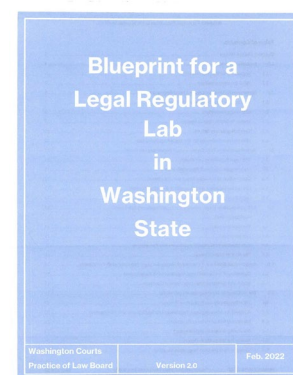 Blueprint for a
Legal Regulatory
Lab
in
Washington
State
Washington Courts
Practice of Law Board
Version 2.0
Feb. 2022